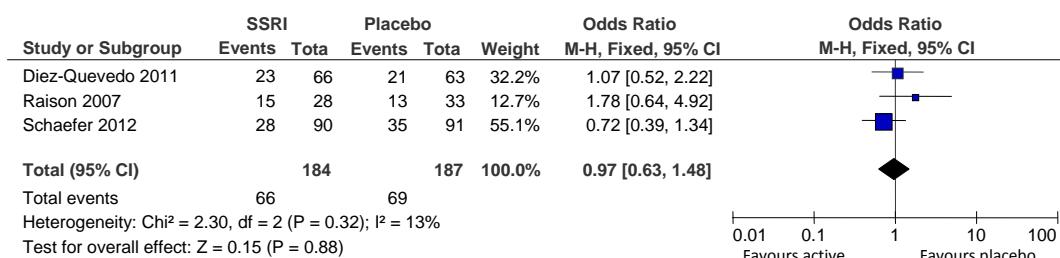 SSRI Placebo Odds Ratio Odds Ratio
Study or Subgroup Events Tota Events Tota Weight M-H, Fixed, 95% CI M-H, Fixed, 95% CI
Diez-Quevedo 2011 23 66 21 63 32.2% 1.07 [0.52, 2.22]
Raison 2007 15 28 13 33 12.7% 1.78 [0.64, 4.92]
Schaefer 2012 28 90 35 91 55.1% 0.72 [0.39, 1.34]
Total (95% CI) 184 187 100.0% 0.97 [0.63, 1.48]
Total events 66 69
Heterogeneity: Chi² = 2.30, df = 2 (P = 0.32); I² = 13%
Test for overall effect: Z = 0.15 (P = 0.88)
0.01 0.1 1 10 100
Favours active Favours placebo